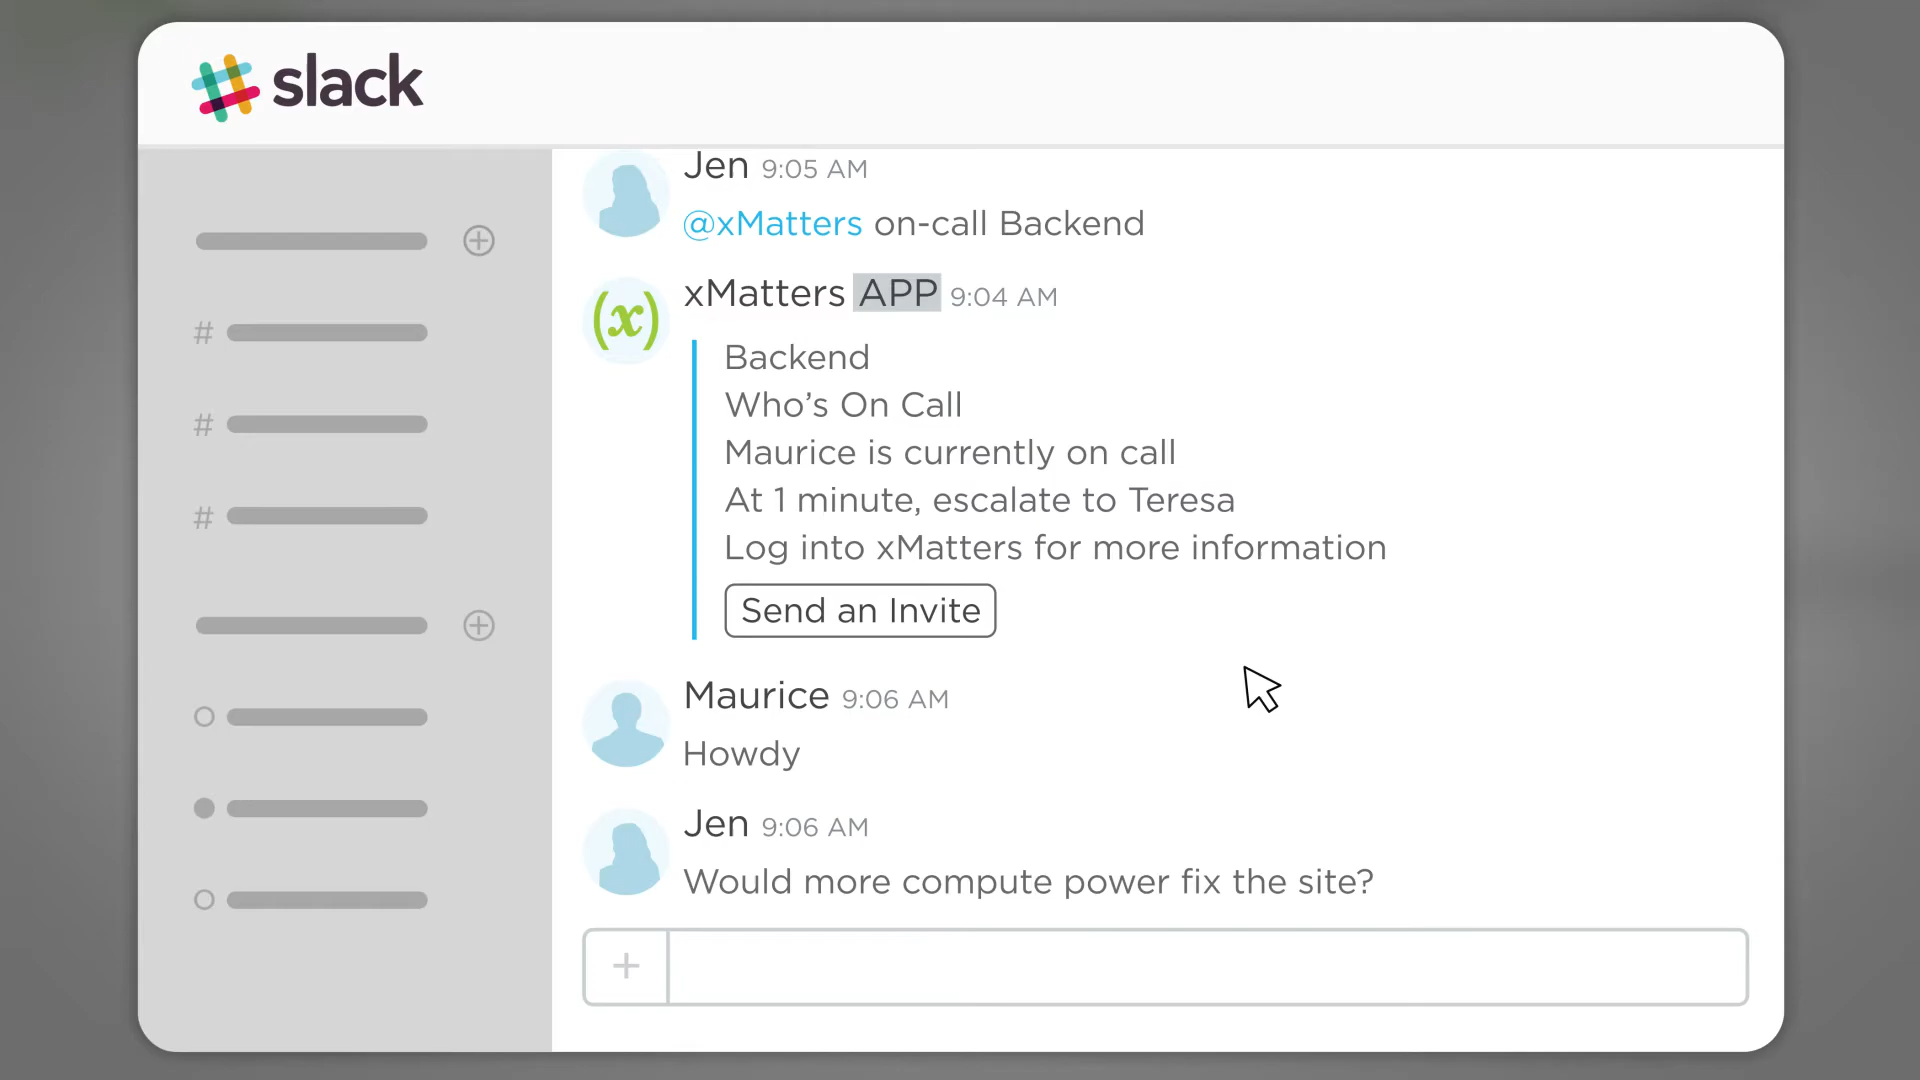 slack
Jen 9:05 AM
@xMatters on-call Backend
(x)
xMatters APP 9:04 AM
Backend
Who’s On Call
Maurice is currently on call
At 1 minute, escalate to Teresa
Log into xMatters for more information
Send an Invite
#
#
#
Maurice 9:06 AM
Howdy
Jen 9:06 AM
Would more compute power fix the site?
+